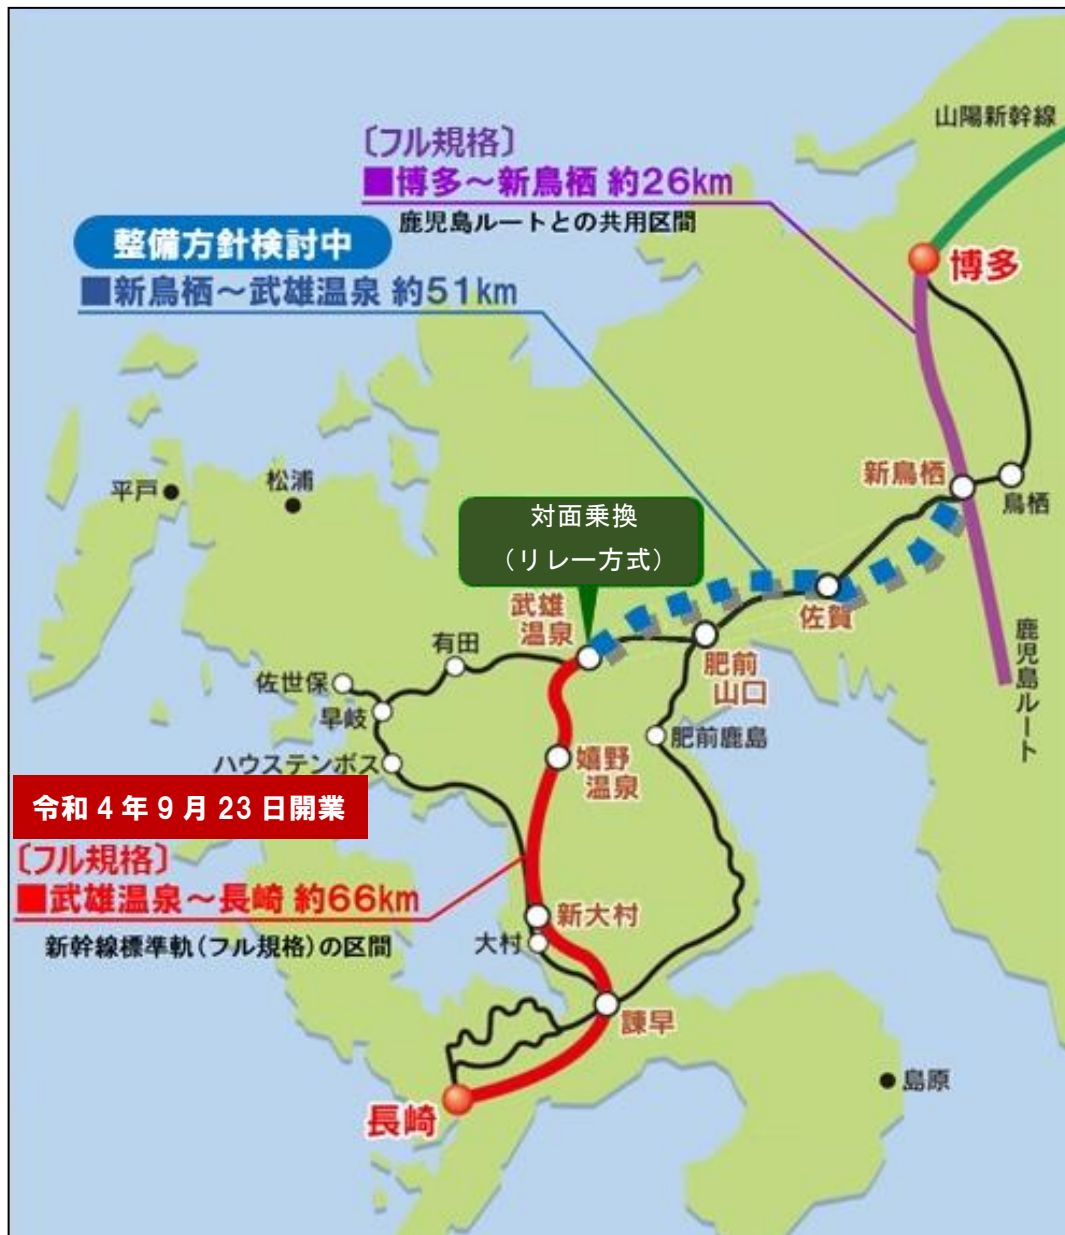 山陽新幹線
〔フル規格〕
■博多～新鳥栖 約26km
鹿児島ルートとの共用区間
整備方針検討中
■新鳥栖～武雄温泉 約51km
博多
新鳥栖
鳥栖
平戸
松浦
対面乗換
（リレー方式）
武雄
温泉
佐賀
鹿児島ルート
有田
肥前
山口
佐世保
早岐
肥前鹿島
ハウステンボス
嬉野
温泉
令和 4 年 9 月 23 日開業
〔フル規格〕
■武雄温泉～長崎 約66km
新幹線標準軌（フル規格）の区間
新大村
大村
諫早
島原
長崎